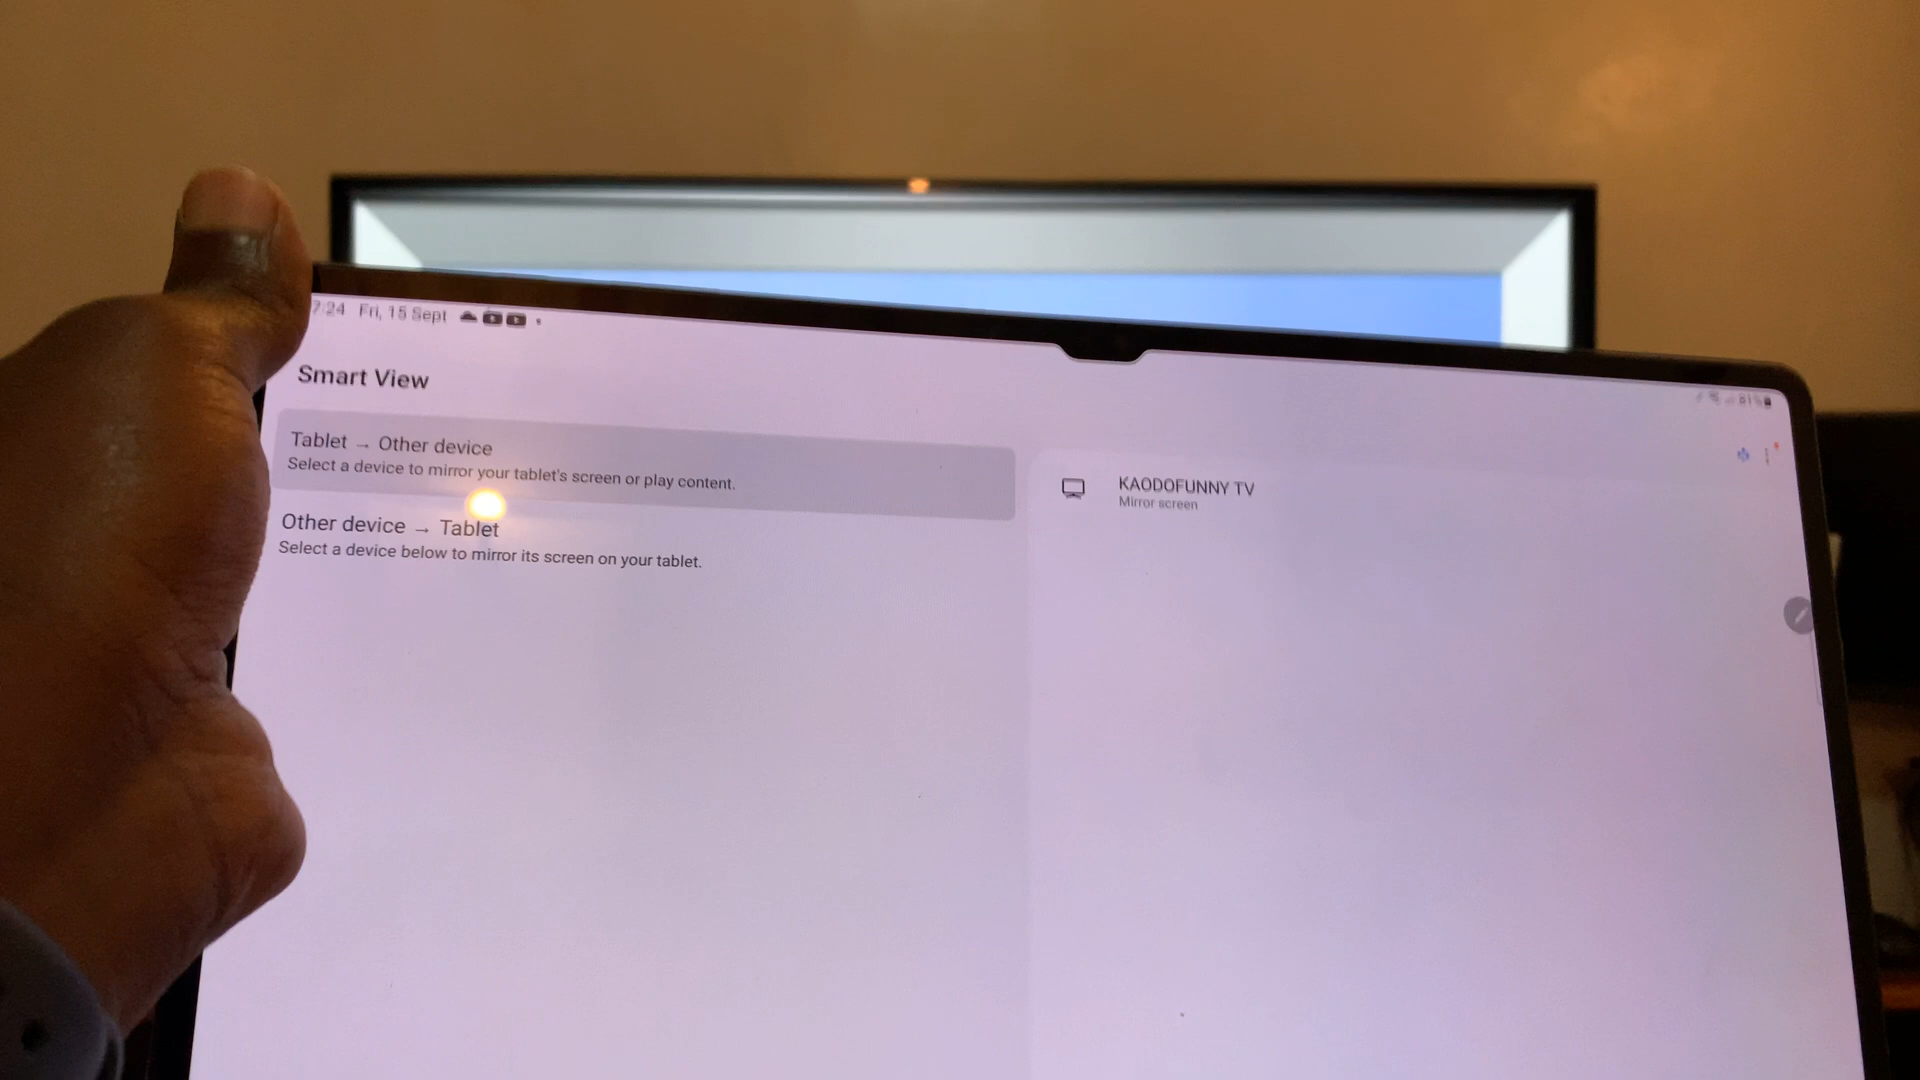 7:24 Fri, 15 Sept
81%
Smart View
Tablet → Other device
Select a device to mirror your tablet's screen or play content.
Other device → Tablet
Select a device below to mirror its screen on your tablet.
KAODOFUNNY TV
Mirror screen